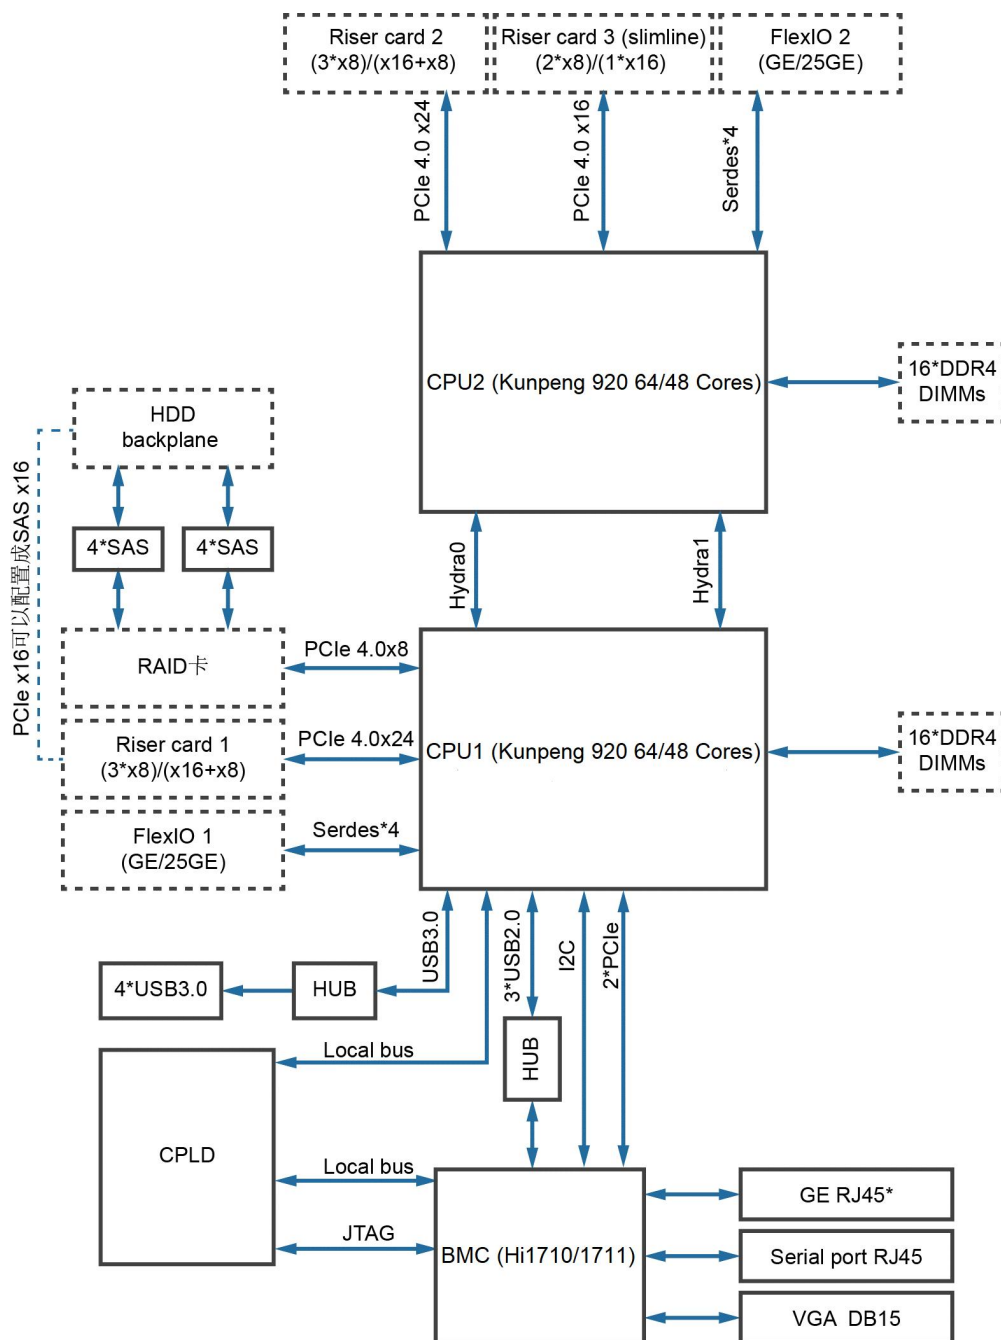 Riser card 2
(3*x8)/(x16+x8)
Riser card 3 (slimline)
(2*x8)/(1*x16)
FlexIO 2
(GE/25GE)
PCIe 4.0 x24
PCIe 4.0 x16
Serdes*4
CPU2 (Kunpeng 920 64/48 Cores)
16*DDR4
DIMMs
HDD
backplane
PCIe x16可以配置成SAS x16
4*SAS
4*SAS
Hydra0
Hydra1
RAID卡
PCIe 4.0x8
Riser card 1
(3*x8)/(x16+x8)
PCIe 4.0x24
CPU1 (Kunpeng 920 64/48 Cores)
16*DDR4
DIMMs
FlexIO 1
(GE/25GE)
Serdes*4
USB3.0
3*USB2.0
I2C
2*PCIe
4*USB3.0
HUB
HUB
Local bus
CPLD
Local bus
JTAG
BMC (Hi1710/1711)
GE RJ45*
Serial port RJ45
VGA DB15